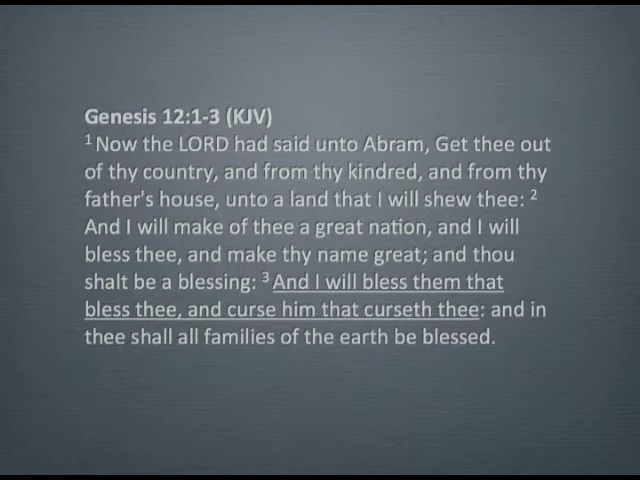 Genesis 12:1-3 (KJV)
1 Now the LORD had said unto Abram, Get thee out
of thy country, and from thy kindred, and from thy
father's house, unto a land that I will shew thee: 2
And I will make of thee a great nation, and I will
bless thee, and make thy name great; and thou
shalt be a blessing: 3 And I will bless them that
bless thee, and curse him that curseth thee: and in
thee shall all families of the earth be blessed.